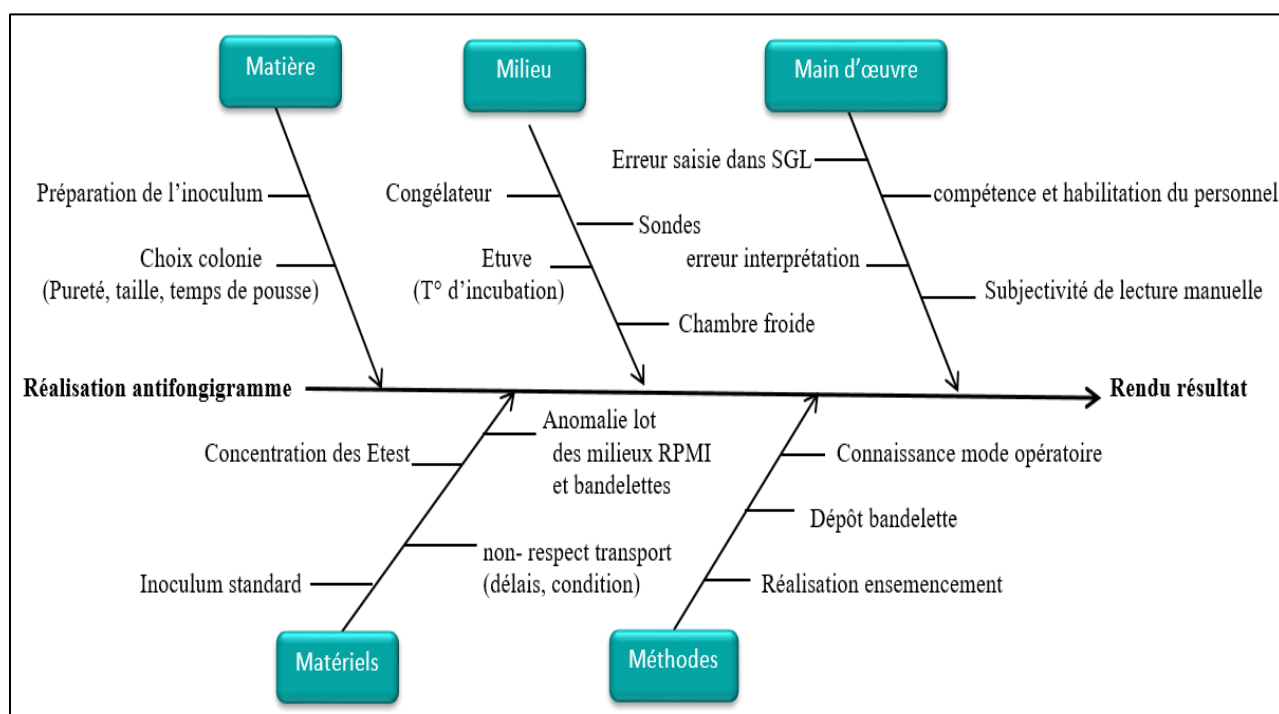 Matière
Milieu
Main d'œuvre
Erreur saisie dans SGL
Préparation de l'inoculum
Congélateur
compétence et habilitation du personnel
Sondes
Choix colonie
(Pureté, taille, temps de pousse)
Etuve
(T° d'incubation)
erreur interprétation
Subjectivité de lecture manuelle
Chambre froide
Réalisation antifongigramme
Rendu résultat
Anomalie lot
des milieux RPMI
et bandelettes
Concentration des Etest
Connaissance mode opératoire
Dépôt bandelette
non- respect transport
(délais, condition)
Inoculum standard
Réalisation ensemencement
Matériels
Méthodes